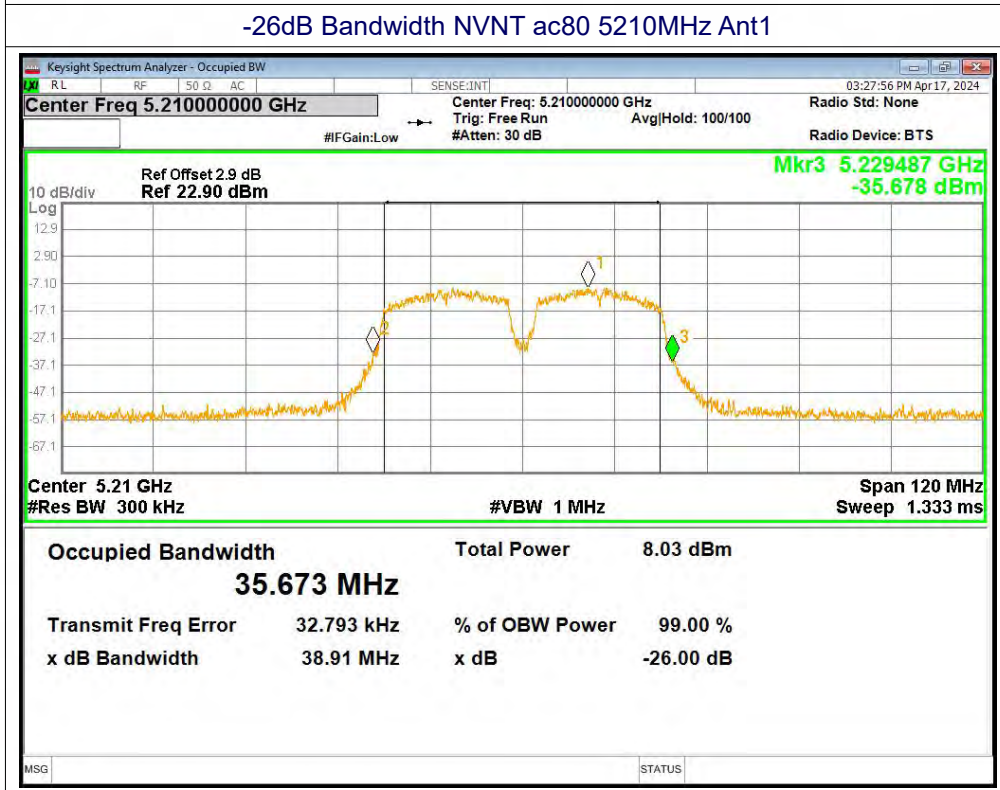 -26dB Bandwidth NVNT ac80 5210MHz Ant1
Keysight Spectrum Analyzer - Occupied BW
LXI RL RF 50 Ω AC SENSE:INT 03:27:56 PM Apr 17, 2024
Center Freq 5.210000000 GHz Center Freq: 5.210000000 GHz Radio Std: None
Trig: Free Run Avg|Hold: 100/100
#IFGain:Low #Atten: 30 dB Radio Device: BTS
Mkr3 5.229487 GHz
-35.678 dBm
Ref Offset 2.9 dB
10 dB/div Ref 22.90 dBm
Log
12.9
2.90
1
-7.10
-17.1
2
3
-27.1
-37.1
-47.1
-57.1
-67.1
Center 5.21 GHz Span 120 MHz
#Res BW 300 kHz #VBW 1 MHz Sweep 1.333 ms
Occupied Bandwidth Total Power 8.03 dBm
35.673 MHz
Transmit Freq Error 32.793 kHz % of OBW Power 99.00 %
x dB Bandwidth 38.91 MHz x dB -26.00 dB
MSG STATUS